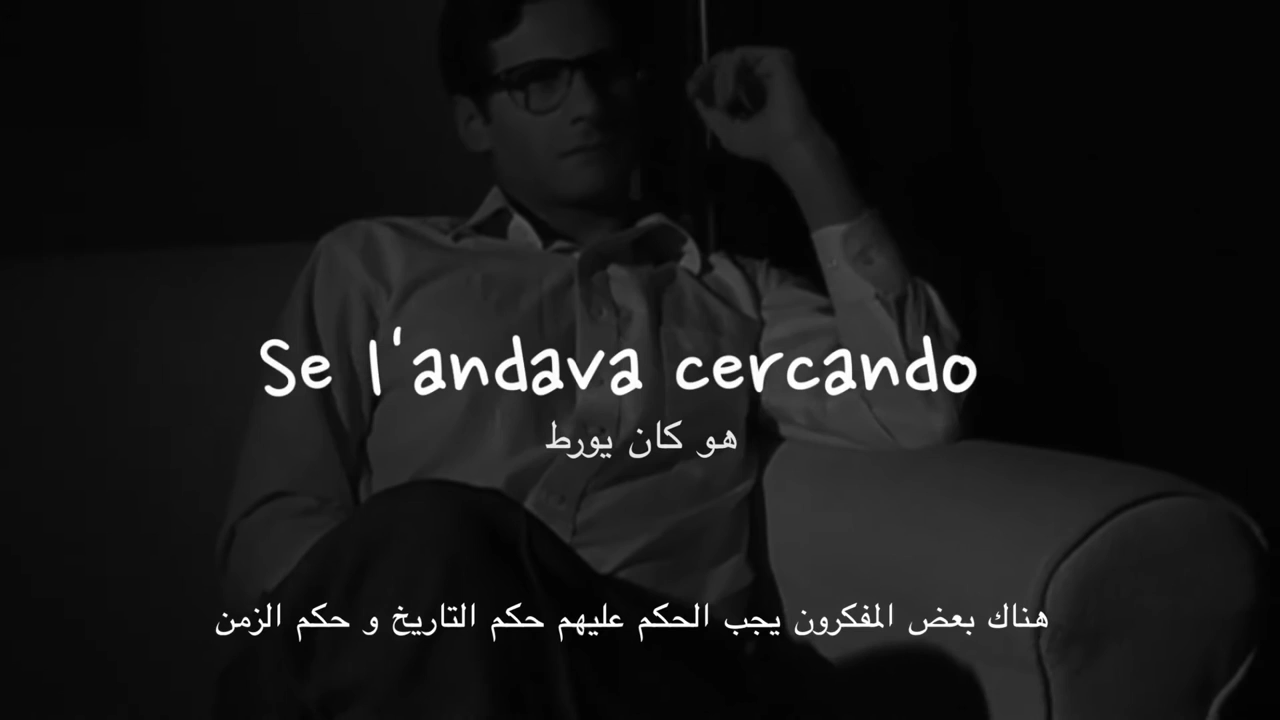 Se l'andava cercando
هو كان يورط
هناك بعض المفكرون يجب الحكم عليهم حكم التاريخ و حكم الزمن